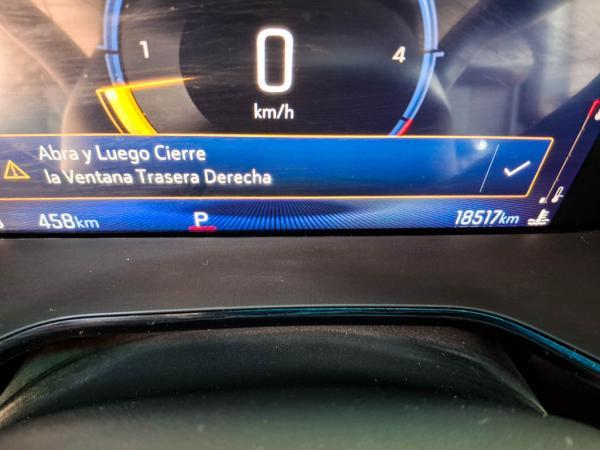 0
1
4
km/h
Abra y Luego Cierre
la Ventana Trasera Derecha
458km
P
18517km